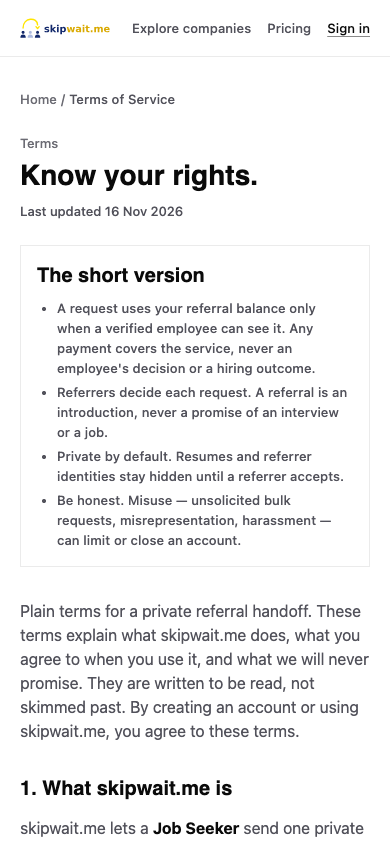 skipwait.me Explore companies Pricing Sign in
Home / Terms of Service
Terms
Know your rights.
Last updated 16 Nov 2026
The short version
• A request uses your referral balance only
when a verified employee can see it. Any
payment covers the service, never an
employee's decision or a hiring outcome.
• Referrers decide each request. A referral is an
introduction, never a promise of an interview
or a job.
• Private by default. Resumes and referrer
identities stay hidden until a referrer accepts.
• Be honest. Misuse — unsolicited bulk
requests, misrepresentation, harassment —
can limit or close an account.
Plain terms for a private referral handoff. These
terms explain what skipwait.me does, what you
agree to when you use it, and what we will never
promise. They are written to be read, not
skimmed past. By creating an account or using
skipwait.me, you agree to these terms.
1. What skipwait.me is
skipwait.me lets a Job Seeker send one private